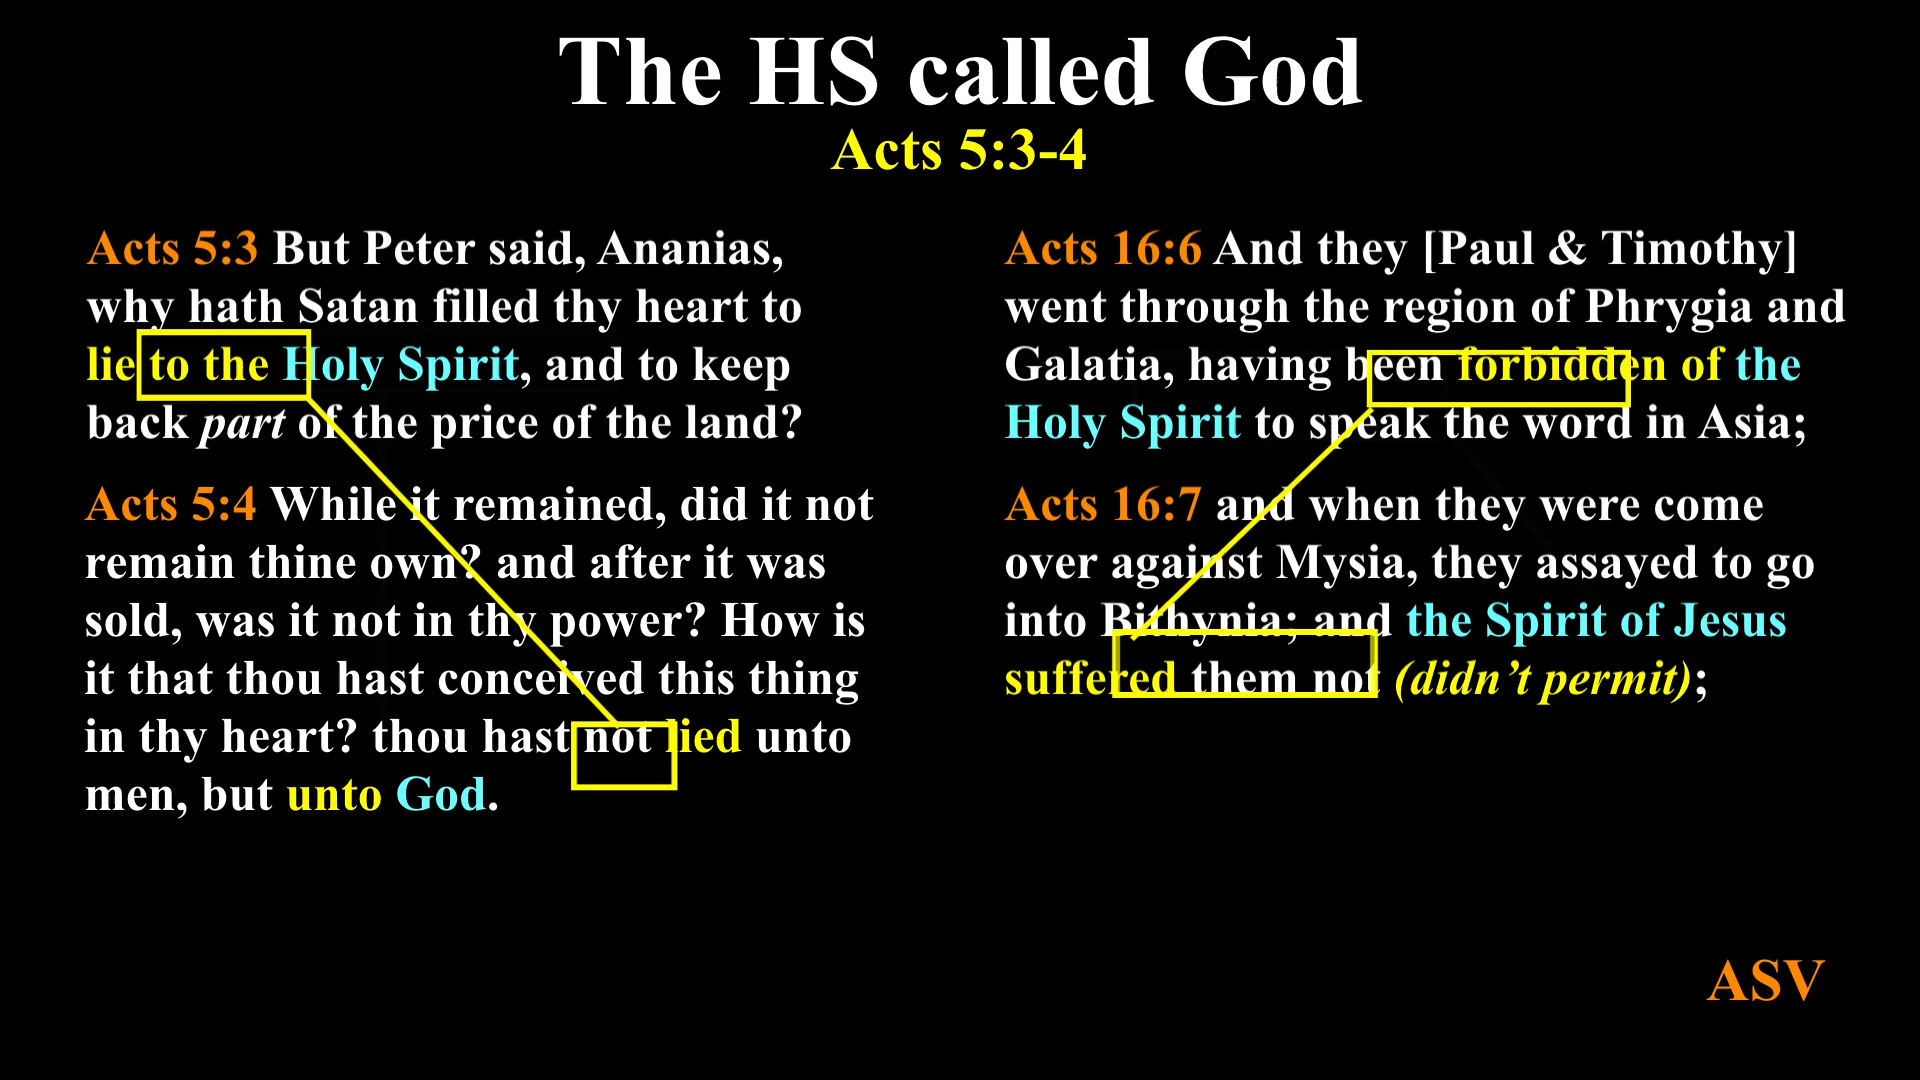 The HS called God
Acts 5:3-4
Acts 5:3 But Peter said, Ananias,
why hath Satan filled thy heart to
lie to the Holy Spirit, and to keep
back part of the price of the land?
Acts 5:4 While it remained, did it not
remain thine own? and after it was
sold, was it not in thy power? How is
it that thou hast conceived this thing
in thy heart? thou hast not lied unto
men, but unto God.
Acts 16:6 And they [Paul & Timothy]
went through the region of Phrygia and
Galatia, having been forbidden of the
Holy Spirit to speak the word in Asia;
Acts 16:7 and when they were come
over against Mysia, they assayed to go
into Bithynia; and the Spirit of Jesus
suffered them not (didn’t permit);
ASV